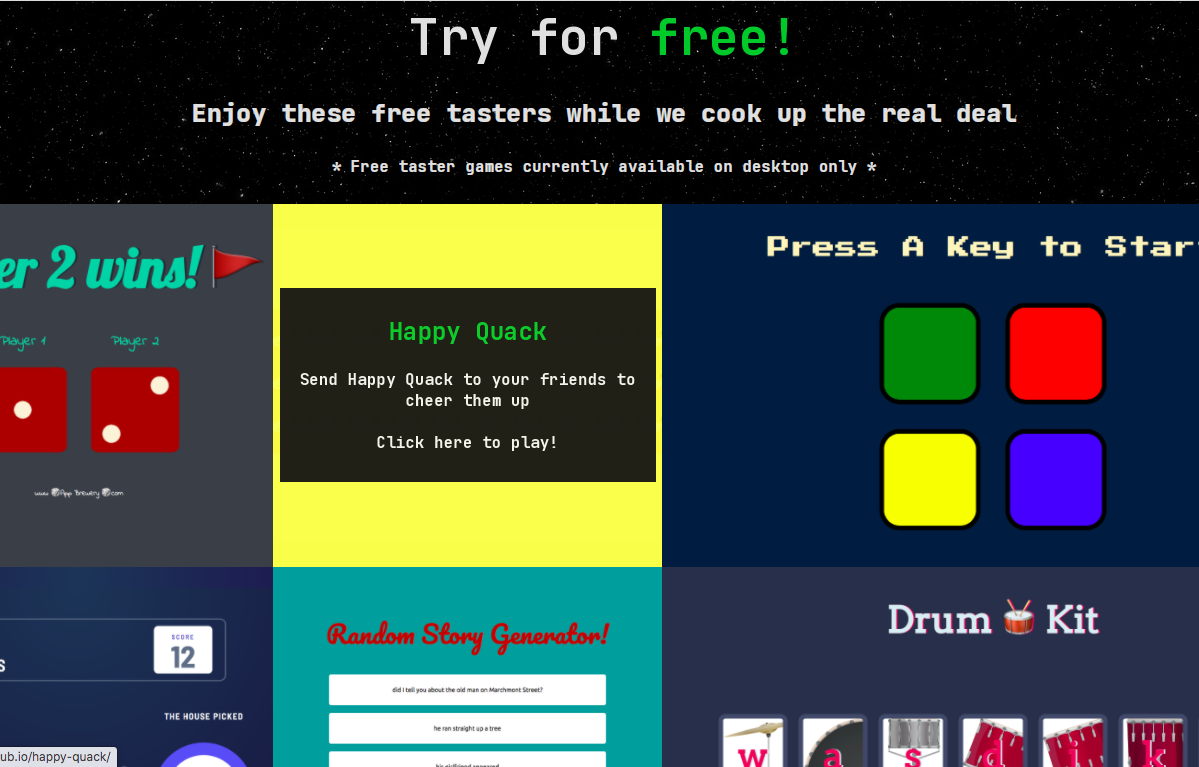 Try for free!
Enjoy these free tasters while we cook up the real deal
* Free taster games currently available on desktop only *
er 2 wins!
Player 1 Player 2
www App Brewery com
Happy Quack
Send Happy Quack to your friends to
cheer them up
Click here to play!
Press A Key to Star
S
SCORE
12
THE HOUSE PICKED
Random Story Generator!
did I tell you about the old man on Marchmont Street?
he ran straight up a tree
his girlfriend appeared
Drum Kit
w a s d j k
ub.io/happy-quack/